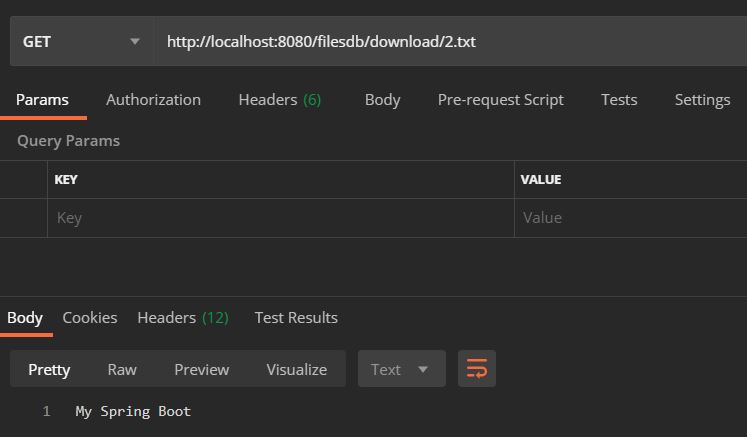 GET http://localhost:8080/filesdb/download/2.txt
Params Authorization Headers (6) Body Pre-request Script Tests Settings
Query Params
KEY VALUE
Key Value
Body Cookies Headers (12) Test Results
Pretty Raw Preview Visualize Text
1 My Spring Boot